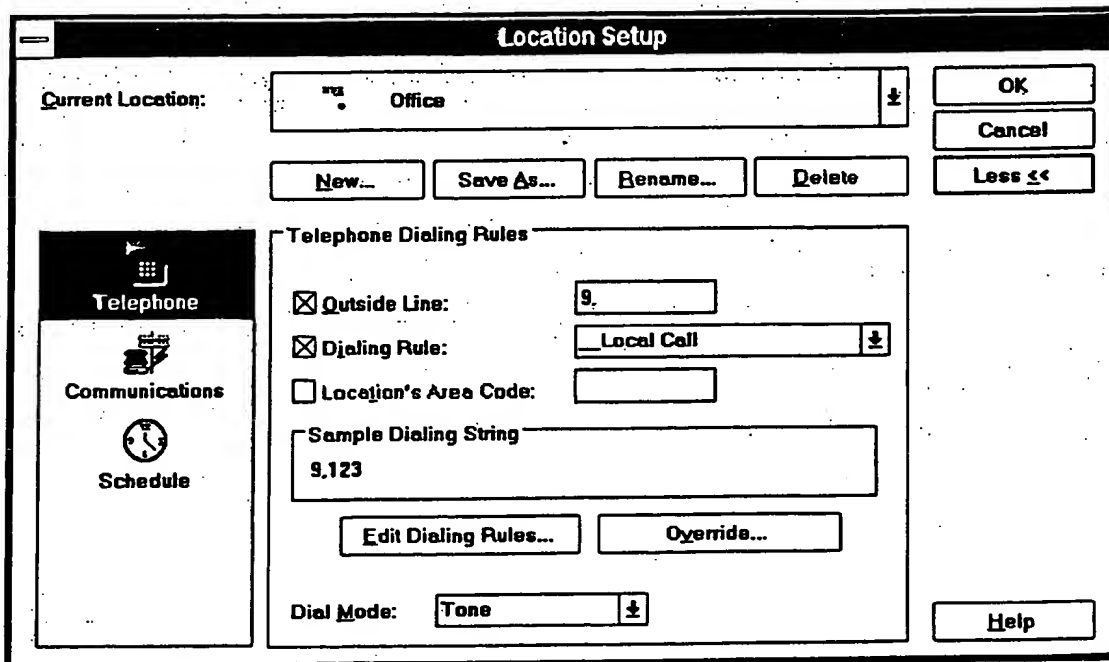 Location Setup
Current Location:
Office
OK
Cancel
New...
Save As...
Rename...
Delete
Less <<
Telephone
Communications
Schedule
Telephone Dialing Rules
Outside Line:
9,
Dialing Rule:
__Local Call
Location's Area Code:
Sample Dialing String
9,123
Edit Dialing Rules...
Override...
Dial Mode:
Tone
Help